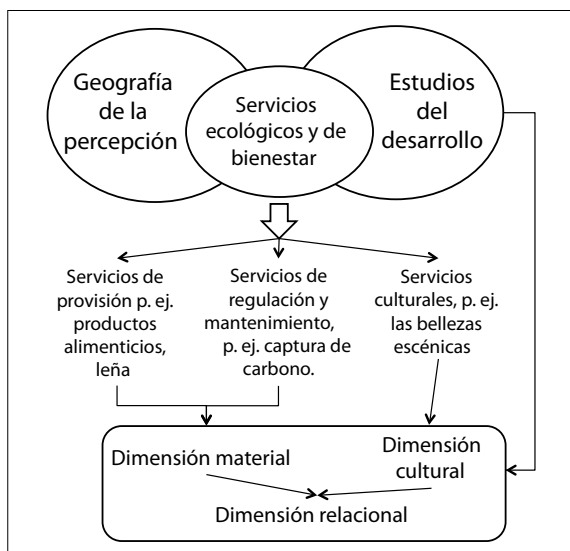 Geografía
de la
percepción
Servicios
ecológicos y de
bienestar
Estudios
del
desarrollo
Servicios de
provisión p. ej.
productos
alimenticios,
leña
Servicios de
regulación y
mantenimiento,
p. ej. captura de
carbono.
Servicios
culturales, p. ej.
las bellezas
escénicas
Dimensión material
Dimensión
cultural
Dimensión relacional